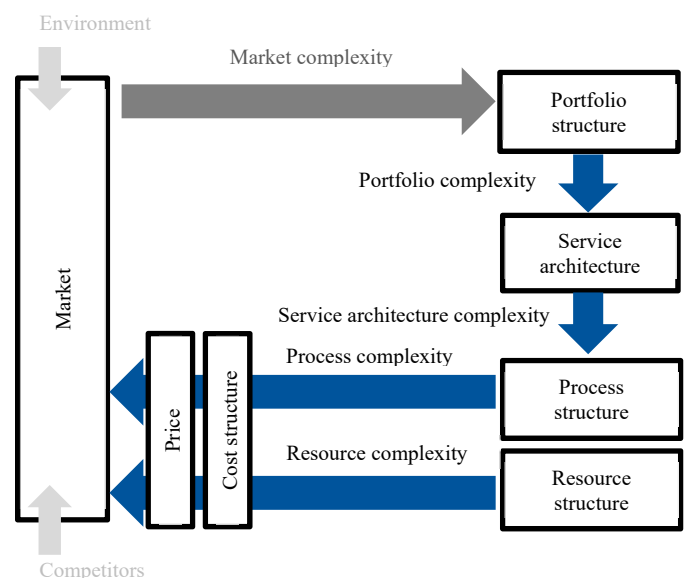 Environment
Market complexity
Portfolio
structure
Portfolio complexity
Service
architecture
Market
Service architecture complexity
Process complexity
Process
structure
Price
Cost structure
Resource complexity
Resource
structure
Competitors